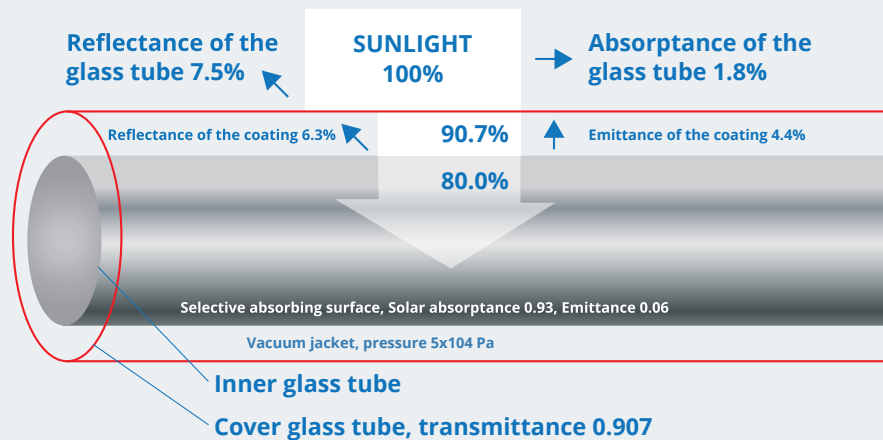 Reflectance of the
glass tube 7.5%
SUNLIGHT
100%
Absorptance of the
glass tube 1.8%
Reflectance of the coating 6.3%
90.7%
Emittance of the coating 4.4%
80.0%
Selective absorbing surface, Solar absorptance 0.93, Emittance 0.06
Vacuum jacket, pressure 5x104 Pa
Inner glass tube
Cover glass tube, transmittance 0.907